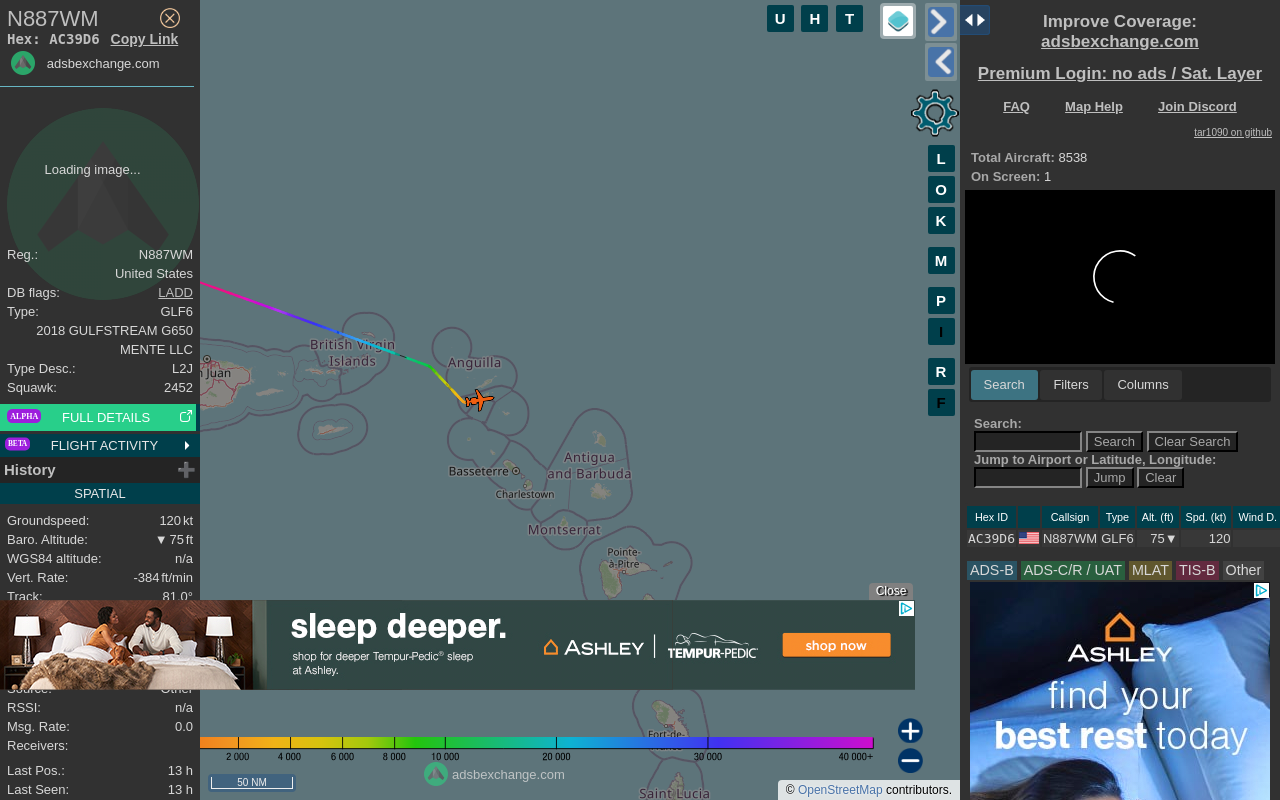 N887WM
Hex: AC39D6 Copy Link
adsbexchange.com
Loading image...
Reg.: N887WM
United States
DB flags: LADD
Type: GLF6
2018 GULFSTREAM G650
MENTE LLC
Type Desc.: L2J
Squawk: 2452
ALPHA FULL DETAILS
BETA FLIGHT ACTIVITY
History
SPATIAL
Groundspeed: 120 kt
Baro. Altitude: ▼ 75 ft
WGS84 altitude: n/a
Vert. Rate: -384 ft/min
Track: 81.0°
Source: Other
RSSI: n/a
Msg. Rate: 0.0
Receivers:
Last Pos.: 13 h
Last Seen: 13 h
U H T
L
O
K
M
P
I
R
F
British Virgin
Islands
Anguilla
n Juan
Basseterre
Charlestown
Antigua
and Barbuda
Montserrat
Pointe-
à-Pitre
Fort-de-
Saint Lucia
Close
sleep deeper.
shop for deeper Tempur-Pedic® sleep
at Ashley.
ASHLEY TEMPUR-PEDIC®
shop now
2 000 4 000 6 000 8 000 10 000 20 000 30 000 40 000+
50 NM
adsbexchange.com
© OpenStreetMap contributors.
Improve Coverage:
adsbexchange.com
Premium Login: no ads / Sat. Layer
FAQ Map Help Join Discord
tar1090 on github
Total Aircraft: 8538
On Screen: 1
Search Filters Columns
Search:
Search Clear Search
Jump to Airport or Latitude, Longitude:
Jump Clear
Hex ID Callsign Type Alt. (ft) Spd. (kt) Wind D.
AC39D6 N887WM GLF6 75▼ 120
ADS-B ADS-C/R / UAT MLAT TIS-B Other
ASHLEY
find your
best rest today